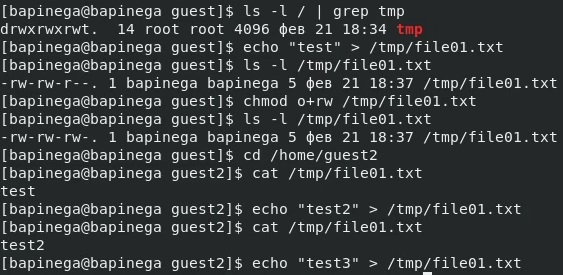 [bapinega@bapinega guest]$ ls -l / | grep tmp
drwxrwxrwt.  14 root root 4096 фев 21 18:34 tmp
[bapinega@bapinega guest]$ echo "test" > /tmp/file01.txt
[bapinega@bapinega guest]$ ls -l /tmp/file01.txt
-rw-rw-r--. 1 bapinega bapinega 5 фев 21 18:37 /tmp/file01.txt
[bapinega@bapinega guest]$ chmod o+rw /tmp/file01.txt
[bapinega@bapinega guest]$ ls -l /tmp/file01.txt
-rw-rw-rw-. 1 bapinega bapinega 5 фев 21 18:37 /tmp/file01.txt
[bapinega@bapinega guest]$ cd /home/guest2
[bapinega@bapinega guest2]$ cat /tmp/file01.txt
test
[bapinega@bapinega guest2]$ echo "test2" > /tmp/file01.txt
[bapinega@bapinega guest2]$ cat /tmp/file01.txt
test2
[bapinega@bapinega guest2]$ echo "test3" > /tmp/file01.txt